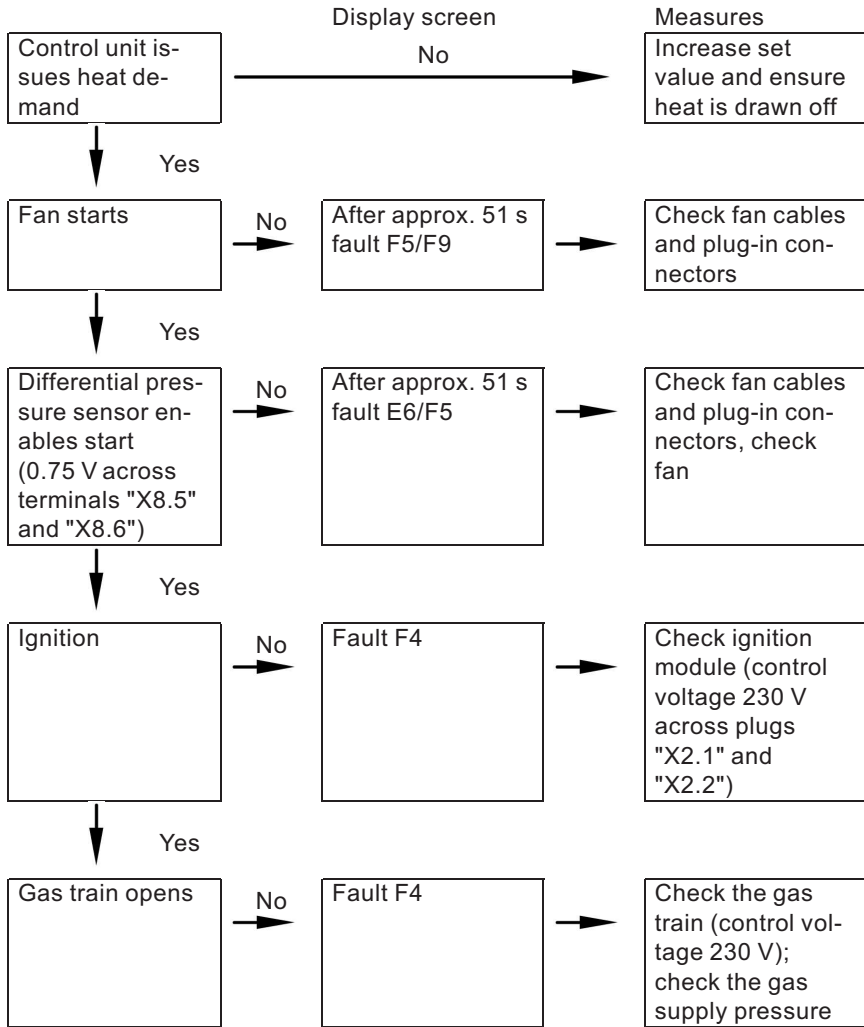 Display screen
Measures
Control unit is-
sues heat de-
mand
No
Increase set
value and ensure
heat is drawn off
Yes
Fan starts
No
After approx. 51 s
fault F5/F9
Check fan cables
and plug-in con-
nectors
Yes
Differential pres-
sure sensor en-
ables start
(0.75 V across
terminals "X8.5"
and "X8.6")
No
After approx. 51 s
fault E6/F5
Check fan cables
and plug-in con-
nectors, check
fan
Yes
Ignition
No
Fault F4
Check ignition
module (control
voltage 230 V
across plugs
"X2.1" and
"X2.2")
Yes
Gas train opens
No
Fault F4
Check the gas
train (control vol-
tage 230 V);
check the gas
supply pressure